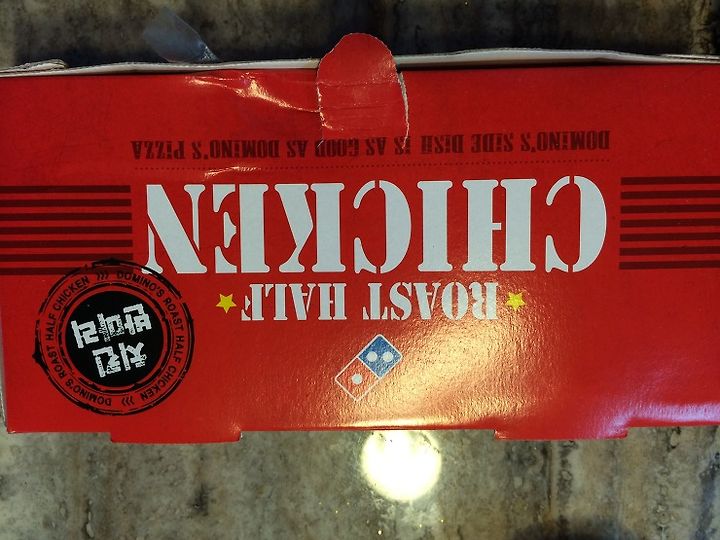 ROAST HALF
CHICKEN
DOMINO'S SIDE DISH IS AS GOOD AS DOMINO'S PIZZA
DOMINO'S ROAST HALF CHICKEN >>> DOMINO'S ROAST HALF CHICKEN >>>